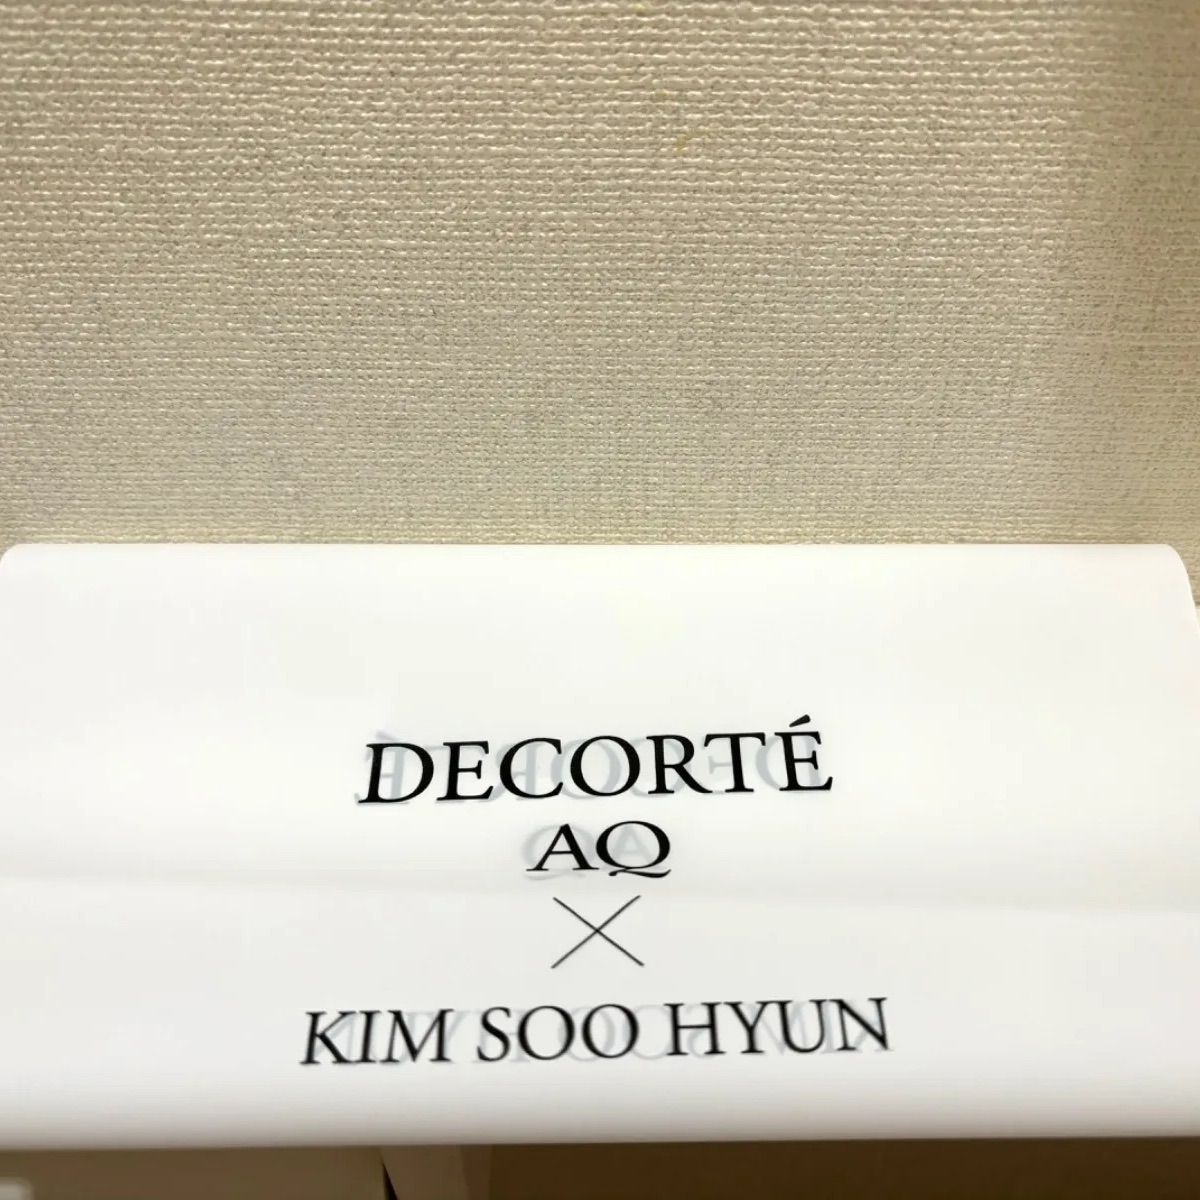 DECORTÉ
AQ
×
KIM SOO HYUN